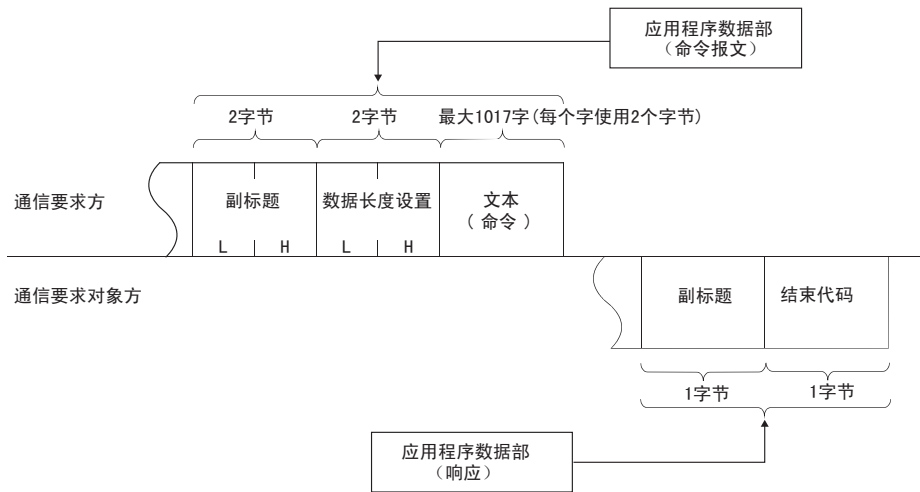 应用程序数据部
（命令报文）
2字节
2字节
最大1017字(每个字使用2个字节)
通信要求方
副标题
数据长度设置
文本
( 命令 )
L
H
L
H
通信要求对象方
副标题
结束代码
1字节
1字节
应用程序数据部
（响应）